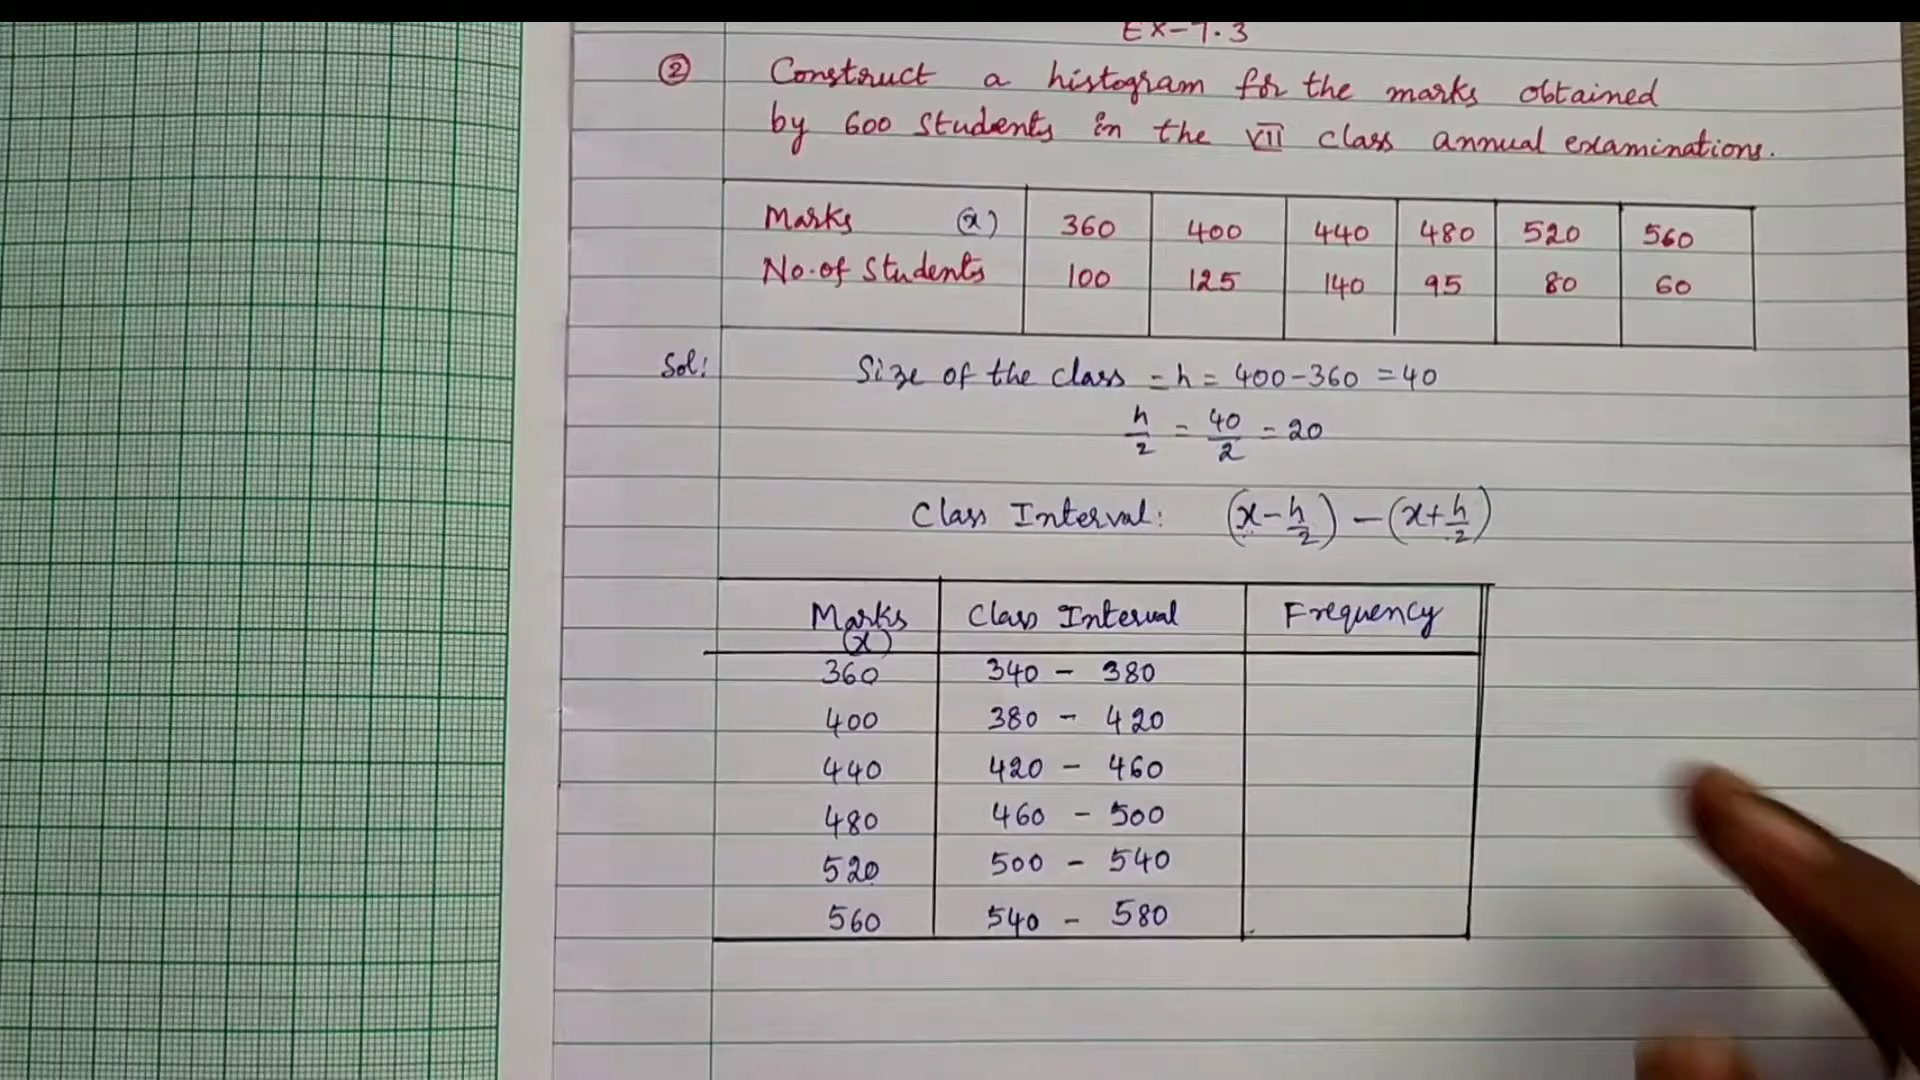 Ex-7.3
② Construct a histogram for the marks obtained
by 600 students in the VII class annual examinations.
Marks (x) 360 400 440 480 520 560
No.of Students 100 125 140 95 80 60
Sol: Size of the class = h = 400-360 = 40
h/2 = 40/2 = 20
Class Interval: (x-h/2) - (x+h/2)
Marks (x) Class Interval Frequency
360 340 - 380
400 380 - 420
440 420 - 460
480 460 - 500
520 500 - 540
560 540 - 580